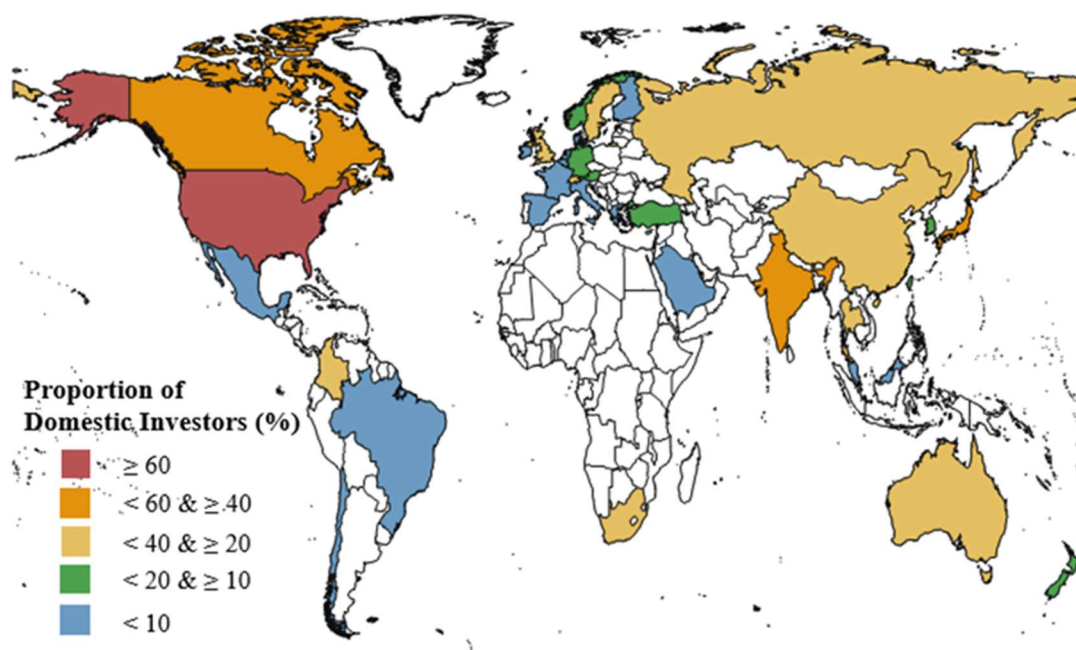 Proportion of
Domestic Investors (%)
≥ 60
< 60 & ≥ 40
< 40 & ≥ 20
< 20 & ≥ 10
< 10